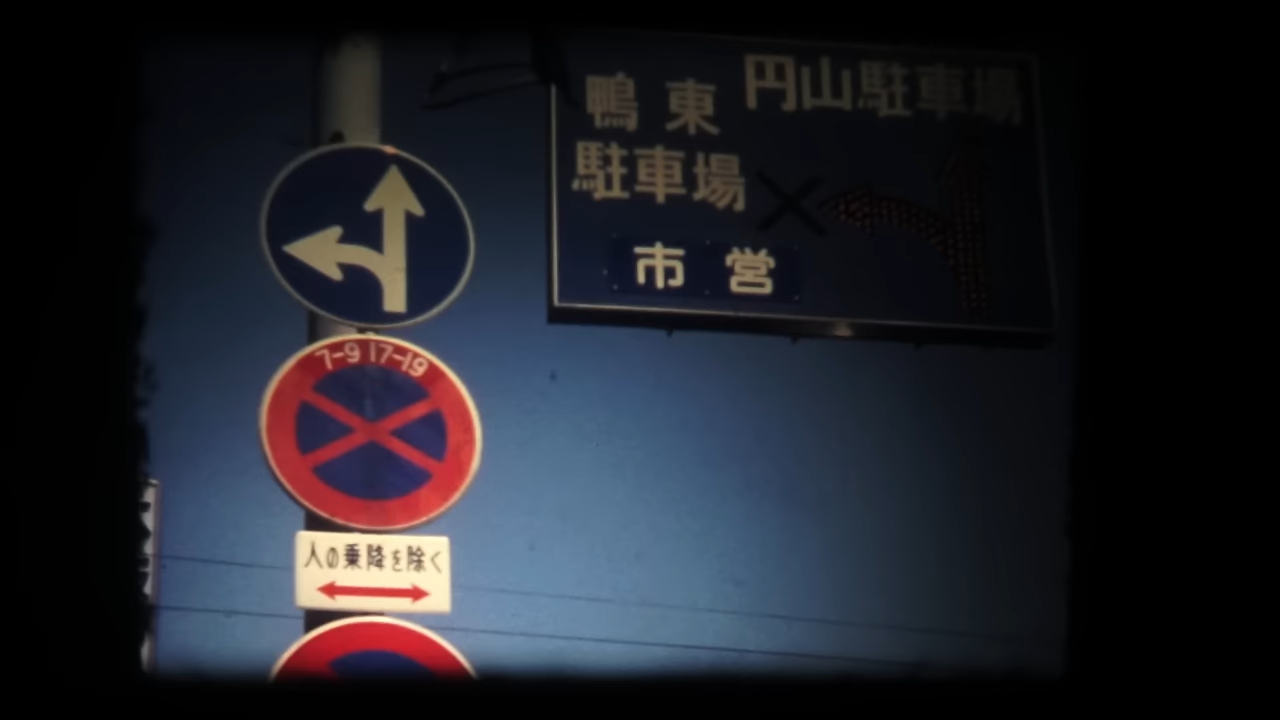 円山駐車場
鴨東
駐車場
市営
7-9 17-19
人の乗降を除く